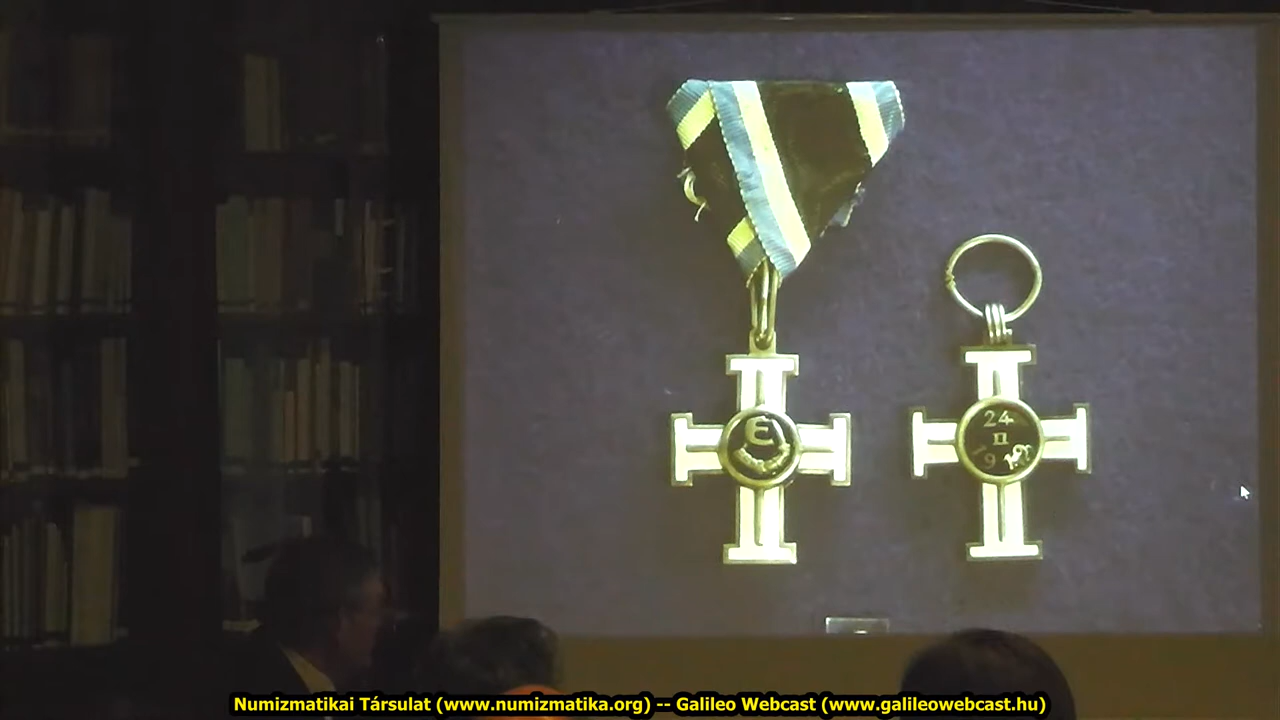 Є
24
II
19
Numizmatikai Társulat (www.numizmatika.org) -- Galileo Webcast (www.galileowebcast.hu)